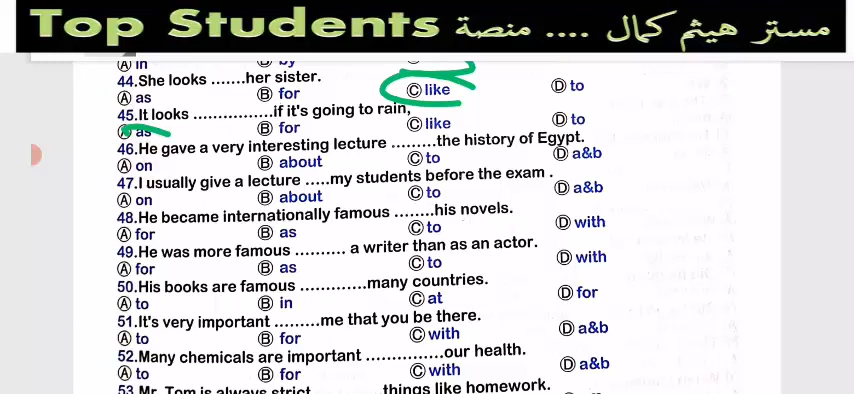 Top Students مستر هيثم كمال .... منصة
Ⓐ in Ⓑ by
44.She looks .......her sister.
Ⓐ as Ⓑ for Ⓒ like Ⓓ to
45.It looks ................if it's going to rain,
Ⓐ as Ⓑ for Ⓒ like Ⓓ to
46.He gave a very interesting lecture .........the history of Egypt.
Ⓐ on Ⓑ about Ⓒ to Ⓓ a&b
47.I usually give a lecture .....my students before the exam .
Ⓐ on Ⓑ about Ⓒ to Ⓓ a&b
48.He became internationally famous ........his novels.
Ⓐ for Ⓑ as Ⓒ to Ⓓ with
49.He was more famous .......... a writer than as an actor.
Ⓐ for Ⓑ as Ⓒ to Ⓓ with
50.His books are famous .............many countries.
Ⓐ to Ⓑ in Ⓒ at Ⓓ for
51.It's very important .........me that you be there.
Ⓐ to Ⓑ for Ⓒ with Ⓓ a&b
52.Many chemicals are important ...............our health.
Ⓐ to Ⓑ for Ⓒ with Ⓓ a&b
53.Mr. Tom is always strict things like homework.